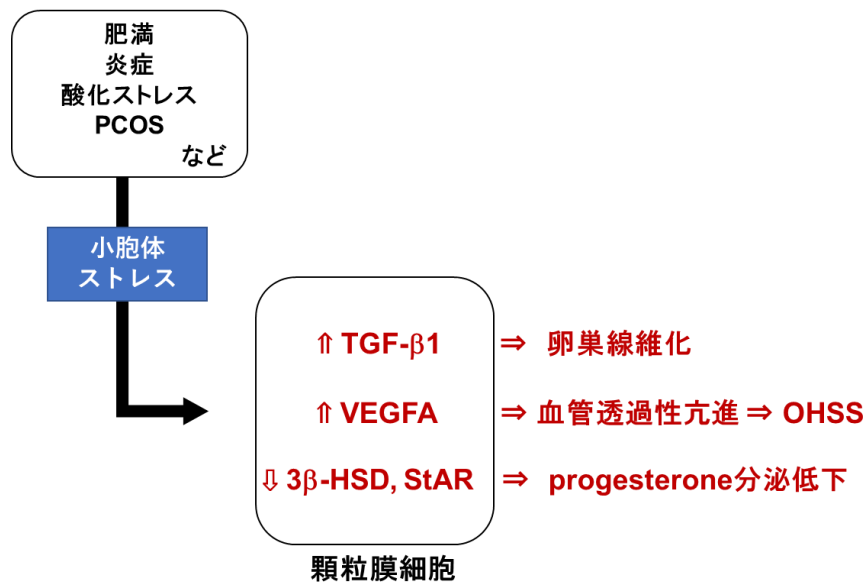 肥満
炎症
酸化ストレス
PCOS
など
小胞体
ストレス
⇑ TGF-β1 ⇒ 卵巣線維化
⇑ VEGFA ⇒ 血管透過性亢進 ⇒ OHSS
⇩ 3β-HSD, StAR ⇒ progesterone分泌低下
顆粒膜細胞